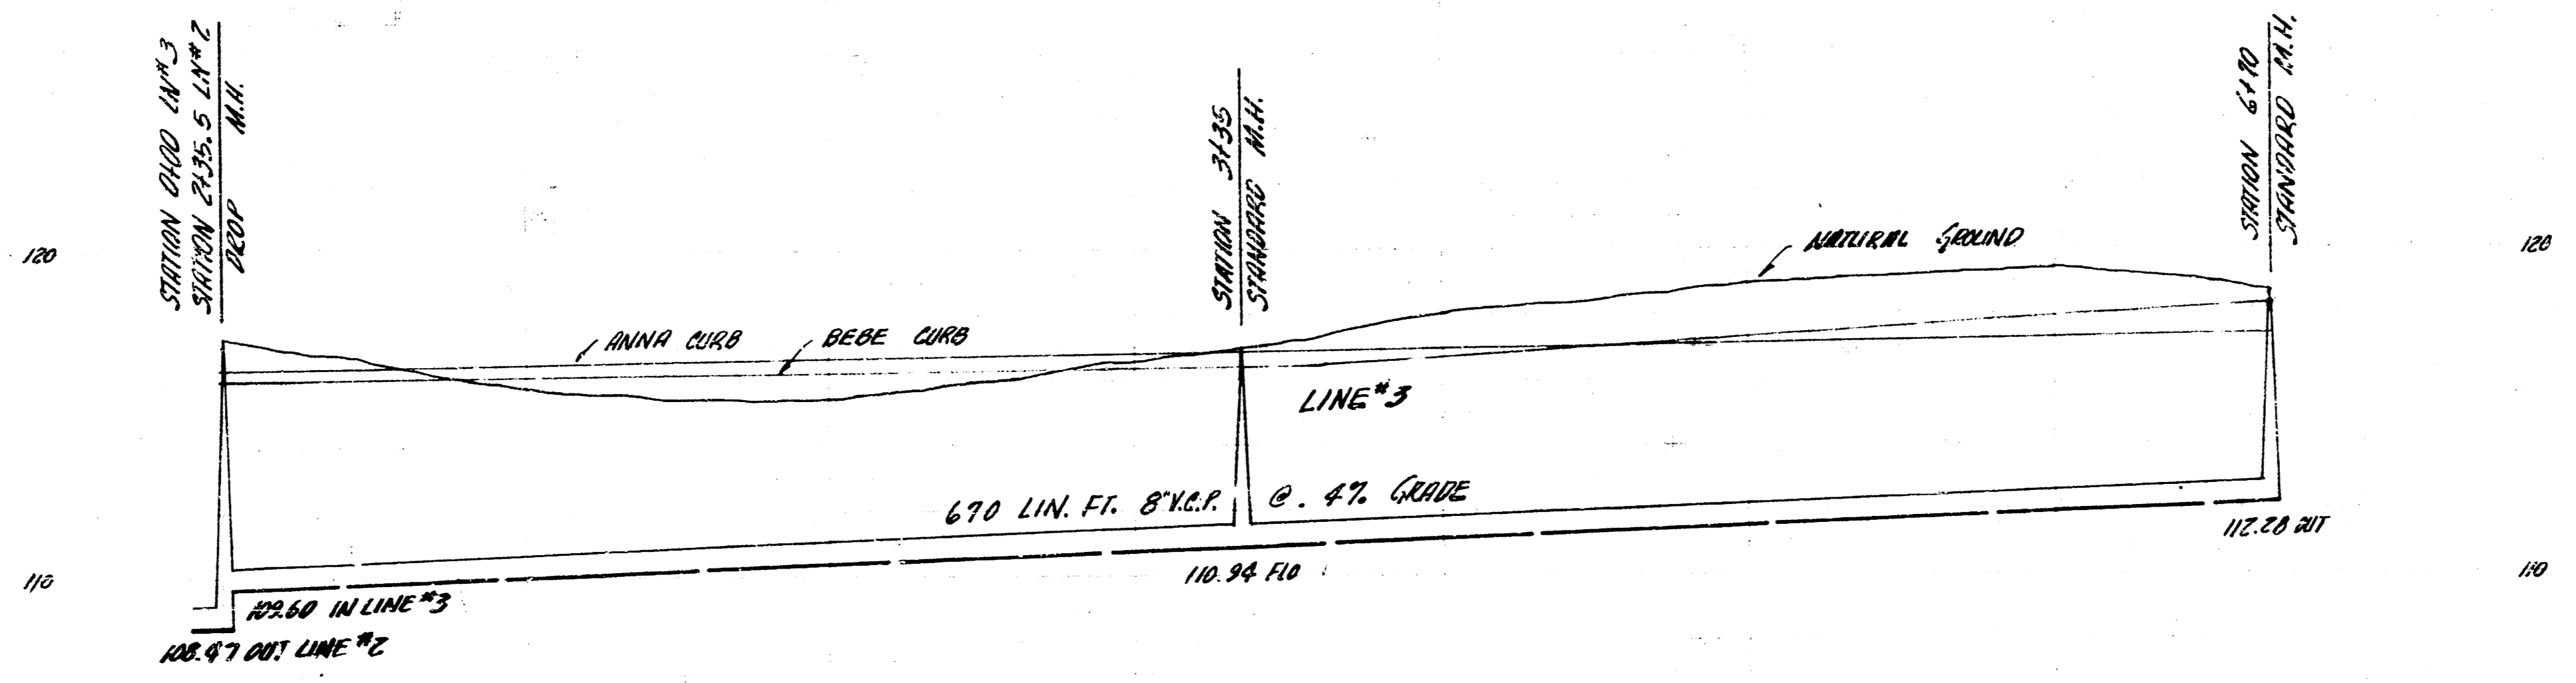 STATION 0+00 LN#3
STATION 2+35.5 LN#2
DROP M.H.
STATION 3+35
STANDARD M.H.
STATION 6+70
STANDARD M.H.
120
NATURAL GROUND
120
ANNA CURB
BEBE CURB
LINE #3
670 LIN. FT. 8" V.C.P. @ .4% GRADE
112.28 OUT
110
110.94 FLO
110
109.60 IN LINE #3
108.47 OUT LINE #2